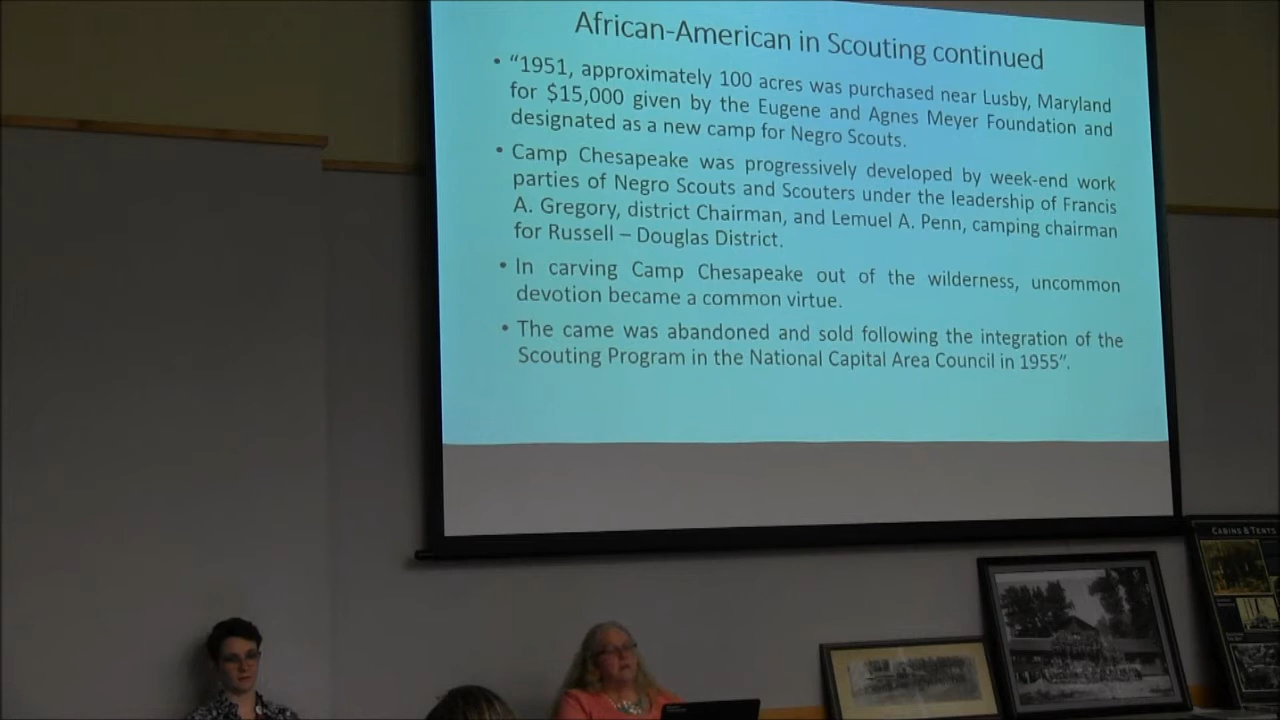 African-American in Scouting continued
• “1951, approximately 100 acres was purchased near Lusby, Maryland
for $15,000 given by the Eugene and Agnes Meyer Foundation and
designated as a new camp for Negro Scouts.
• Camp Chesapeake was progressively developed by week-end work
parties of Negro Scouts and Scouters under the leadership of Francis
A. Gregory, district Chairman, and Lemuel A. Penn, camping chairman
for Russell – Douglas District.
• In carving Camp Chesapeake out of the wilderness, uncommon
devotion became a common virtue.
• The came was abandoned and sold following the integration of the
Scouting Program in the National Capital Area Council in 1955”.
CABINS & TENTS